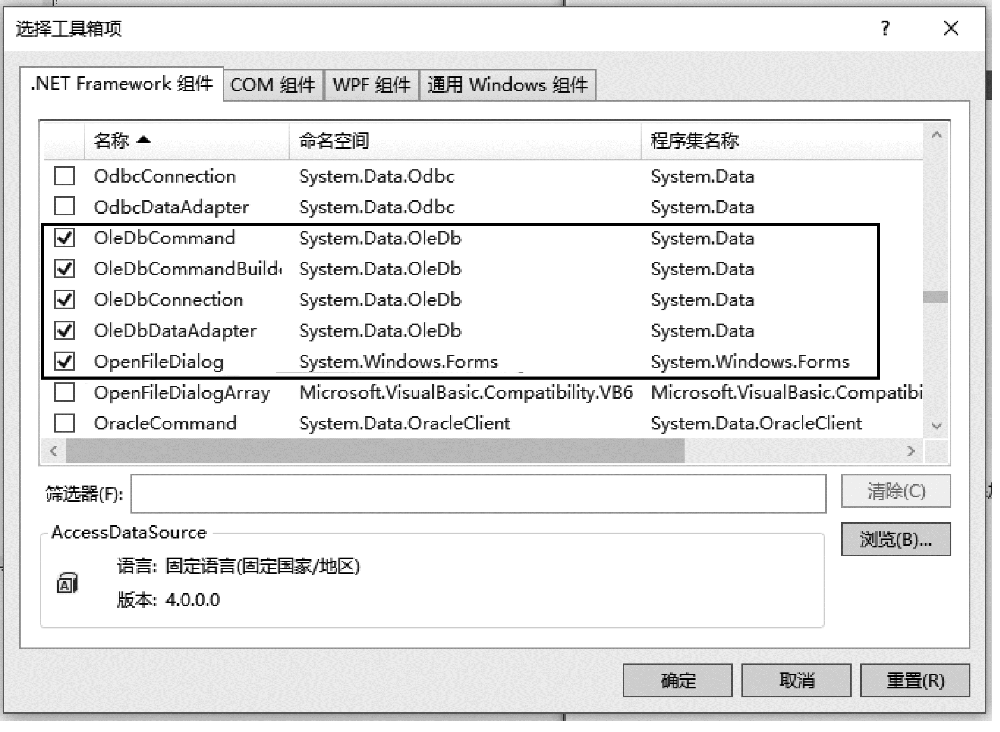 选择工具箱项 ?
.NET Framework 组件 COM 组件 WPF 组件 通用 Windows 组件
名称 命名空间 程序集名称
OdbcConnection System.Data.Odbc System.Data
OdbcDataAdapter System.Data.Odbc System.Data
OleDbCommand System.Data.OleDb System.Data
OleDbCommandBuild System.Data.OleDb System.Data
OleDbConnection System.Data.OleDb System.Data
OleDbDataAdapter System.Data.OleDb System.Data
OpenFileDialog System.Windows.Forms System.Windows.Forms
OpenFileDialogArray Microsoft.VisualBasic.Compatibility.VB6 Microsoft.VisualBasic.Compatibi
OracleCommand System.Data.OracleClient System.Data.OracleClient
筛选器(F): 清除(C)
AccessDataSource
浏览(B)...
语言: 固定语言(固定国家/地区)
A
版本: 4.0.0.0
确定 取消 重置(R)